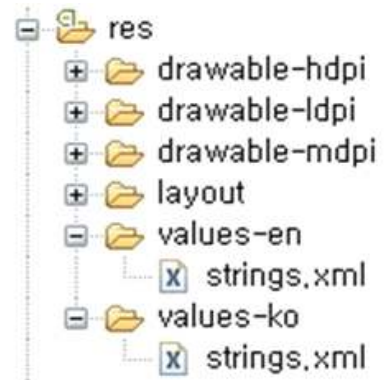 res
drawable-hdpi
drawable-ldpi
drawable-mdpi
layout
values-en
strings.xml
values-ko
strings.xml